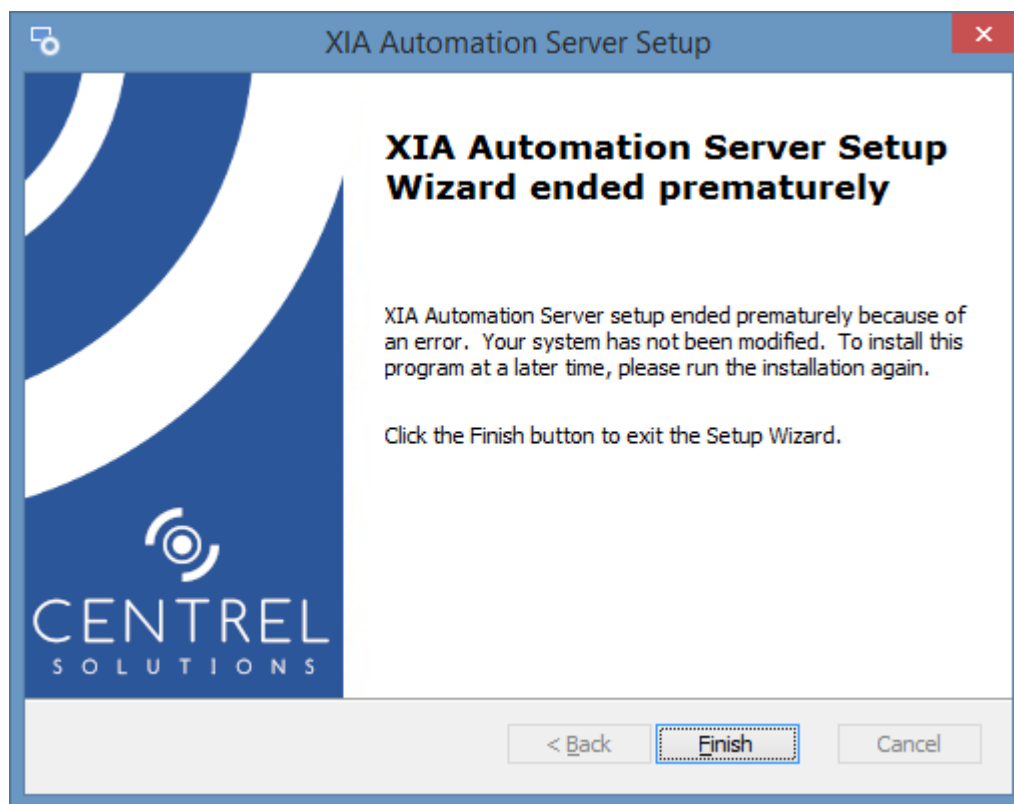 XIA Automation Server Setup
XIA Automation Server Setup
Wizard ended prematurely
XIA Automation Server setup ended prematurely because of
an error.  Your system has not been modified.  To install this
program at a later time, please run the installation again.
Click the Finish button to exit the Setup Wizard.
CENTREL
SOLUTIONS
< Back
Finish
Cancel